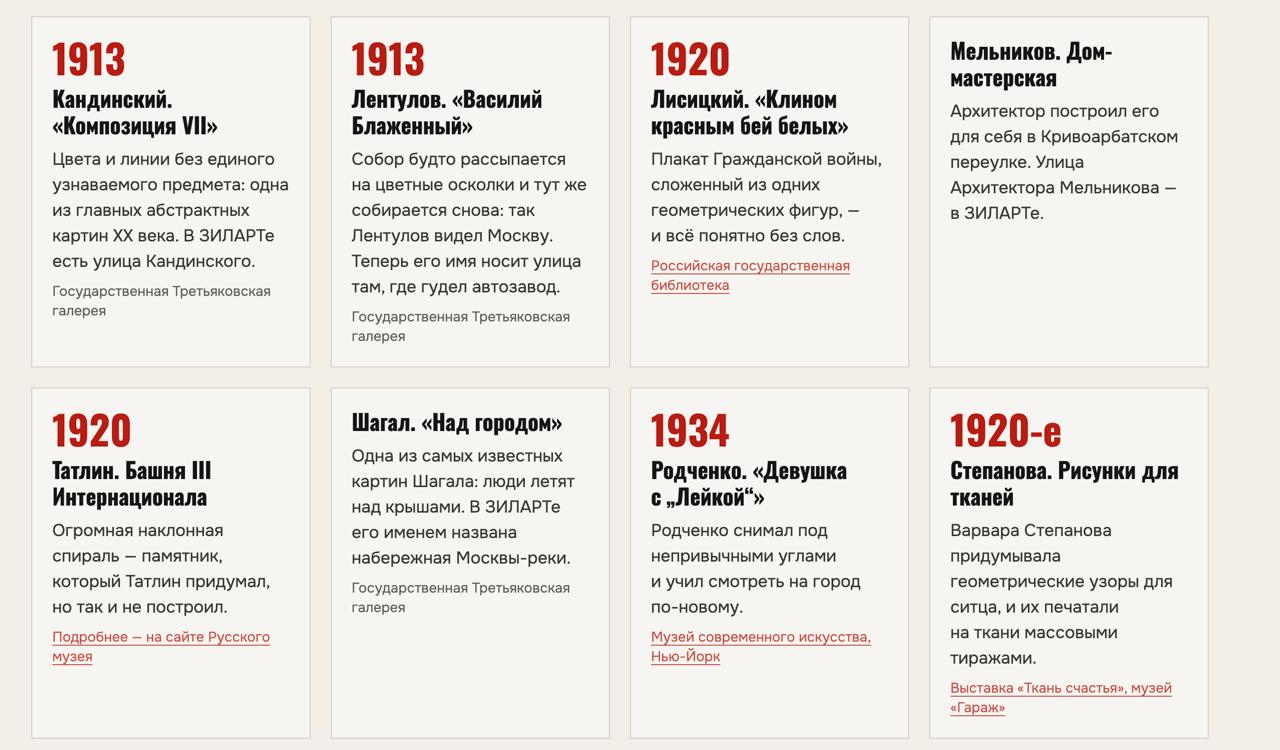 1913
Кандинский.
«Композиция VII»
Цвета и линии без единого
узнаваемого предмета: одна
из главных абстрактных
картин XX века. В ЗИЛАРТе
есть улица Кандинского.
Государственная Третьяковская
галерея
1913
Лентулов. «Василий
Блаженный»
Собор будто рассыпается
на цветные осколки и тут же
собирается снова: так
Лентулов видел Москву.
Теперь его имя носит улица
там, где гудел автозавод.
Государственная Третьяковская
галерея
1920
Лисицкий. «Клином
красным бей белых»
Плакат Гражданской войны,
сложенный из одних
геометрических фигур, —
и всё понятно без слов.
Российская государственная
библиотека
Мельников. Дом-
мастерская
Архитектор построил его
для себя в Кривоарбатском
переулке. Улица
Архитектора Мельникова —
в ЗИЛАРТе.
1920
Татлин. Башня III
Интернационала
Огромная наклонная
спираль — памятник,
который Татлин придумал,
но так и не построил.
Подробнее — на сайте Русского
музея
Шагал. «Над городом»
Одна из самых известных
картин Шагала: люди летят
над крышами. В ЗИЛАРТе
его именем названа
набережная Москвы-реки.
Государственная Третьяковская
галерея
1934
Родченко. «Девушка
с „Лейкой“»
Родченко снимал под
непривычными углами
и учил смотреть на город
по-новому.
Музей современного искусства,
Нью-Йорк
1920-е
Степанова. Рисунки для
тканей
Варвара Степанова
придумывала
геометрические узоры для
ситца, и их печатали
на ткани массовыми
тиражами.
Выставка «Ткань счастья», музей
«Гараж»